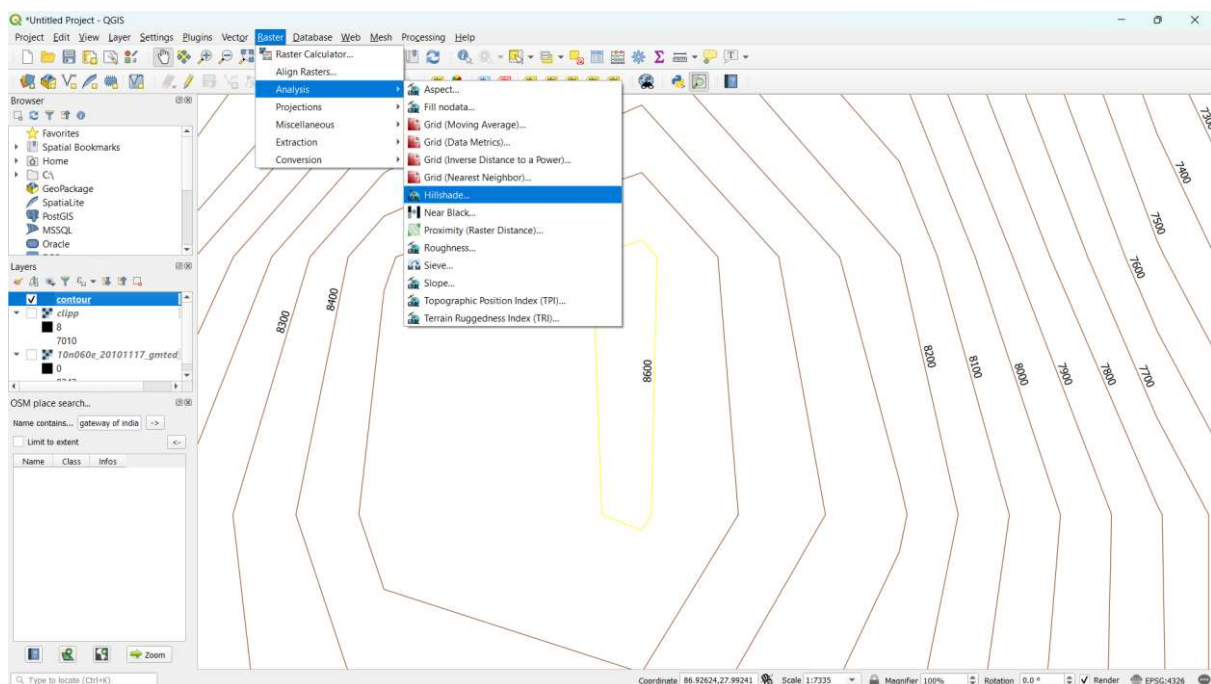 *Untitled Project - QGIS
Project Edit View Layer Settings Plugins Vector Raster Database Web Mesh Processing Help
Raster Calculator...
Align Rasters...
Analysis
Projections
Miscellaneous
Extraction
Conversion
Aspect...
Fill nodata...
Grid (Moving Average)...
Grid (Data Metrics)...
Grid (Inverse Distance to a Power)...
Grid (Nearest Neighbor)...
Hillshade...
Near Black...
Proximity (Raster Distance)...
Roughness...
Sieve...
Slope...
Topographic Position Index (TPI)...
Terrain Ruggedness Index (TRI)...
Browser
Favorites
Spatial Bookmarks
Home
C:\
GeoPackage
SpatiaLite
PostGIS
MSSQL
Oracle
Layers
contour
clipp
8
7010
10n060e_20101117_gmted_
0
OSM place search...
Name contains... gateway of india ->
Limit to extent <-
Name Class Infos
Zoom
8300
8400
8600
8200
8100
8000
7900
7800
7700
7600
7500
7400
7300
Type to locate (Ctrl+K)
Coordinate 86.92624,27.99241 Scale 1:7335 Magnifier 100% Rotation 0.0 ° Render EPSG:4326